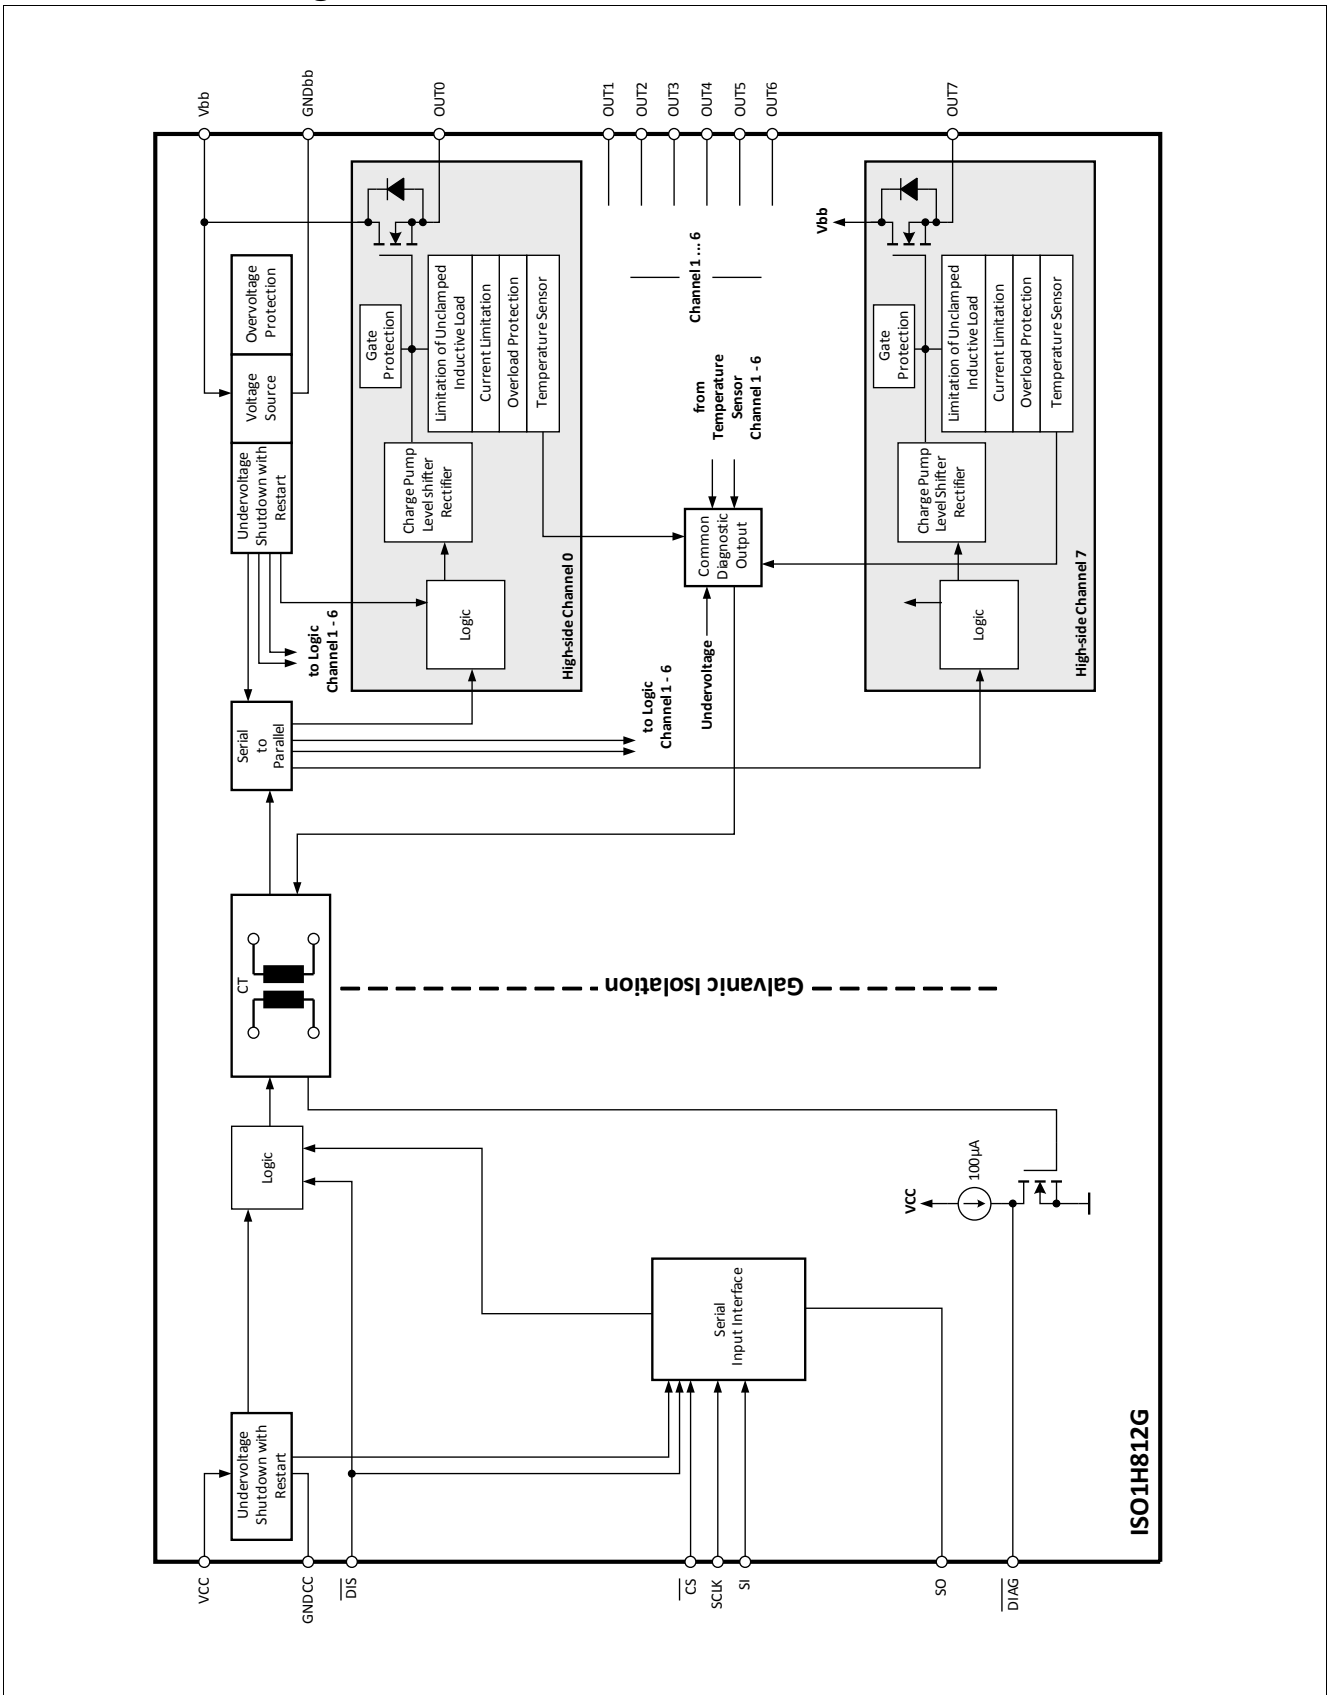 VCC
GNDCC
DIS
CS
SCLK
SI
SO
DIAG
Undervoltage
Shutdown with
Restart
Logic
Serial
Input Interface
VCC
100µA
CT
Galvanic Isolation
Serial
to
Parallel
Undervoltage
Shutdown with
Restart
Voltage
Source
Overvoltage
Protection
to Logic
Channel 1 - 6
High-side Channel 0
Logic
Charge Pump
Level shifter
Rectifier
Gate
Protection
Limitation of Unclamped
Inductive Load
Current Limitation
Overload Protection
Temperature Sensor
to Logic
Channel 1 - 6
Undervoltage
Common
Diagnostic
Output
from
Temperature
Sensor
Channel 1 - 6
Channel 1 ... 6
High-side Channel 7
Logic
Charge Pump
Level Shifter
Rectifier
Gate
Protection
Limitation of Unclamped
Inductive Load
Current Limitation
Overload Protection
Temperature Sensor
Vbb
Vbb
GNDbb
OUT0
OUT1
OUT2
OUT3
OUT4
OUT5
OUT6
OUT7
ISO1H812G